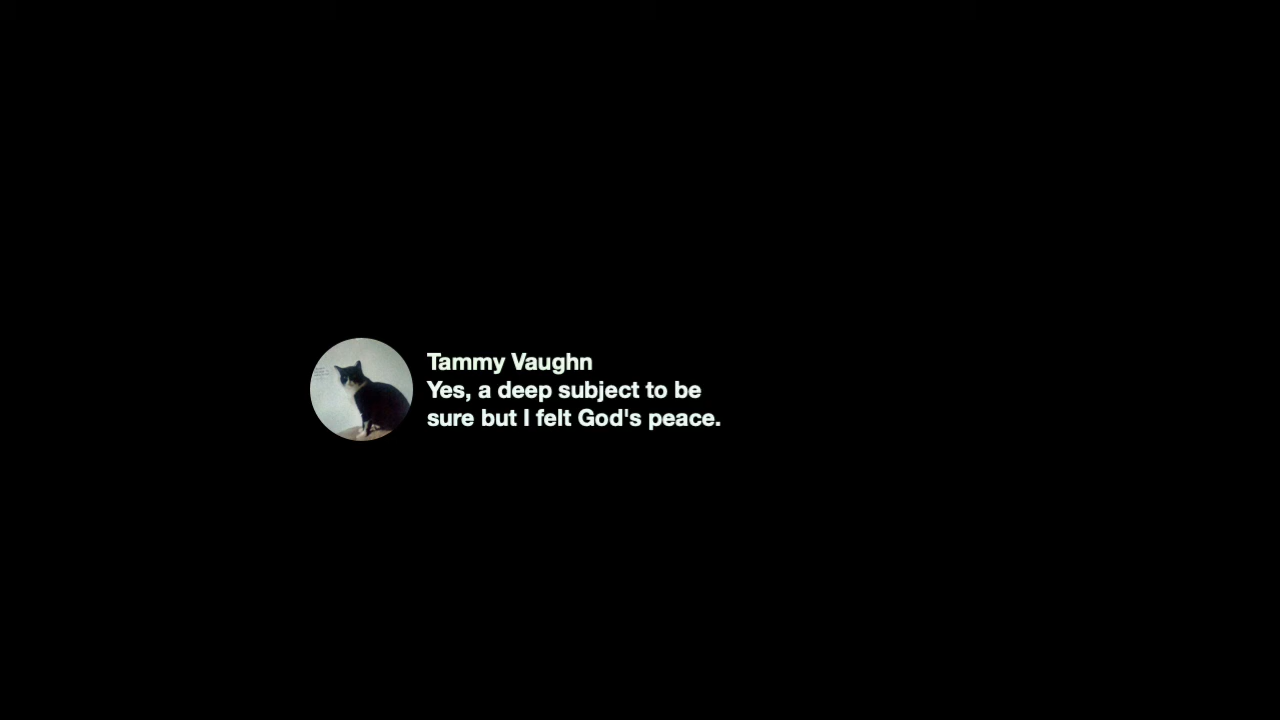 Tammy Vaughn
Yes, a deep subject to be
sure but I felt God's peace.